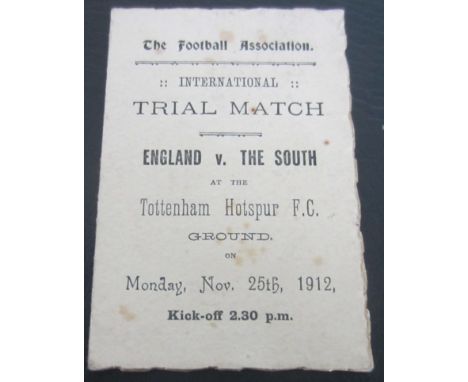 The Football Association.
:: INTERNATIONAL ::
TRIAL MATCH
ENGLAND v. THE SOUTH
AT THE
Tottenham Hotspur F.C.
GROUND.
ON
Monday, Nov. 25th, 1912,
Kick-off 2.30 p.m.